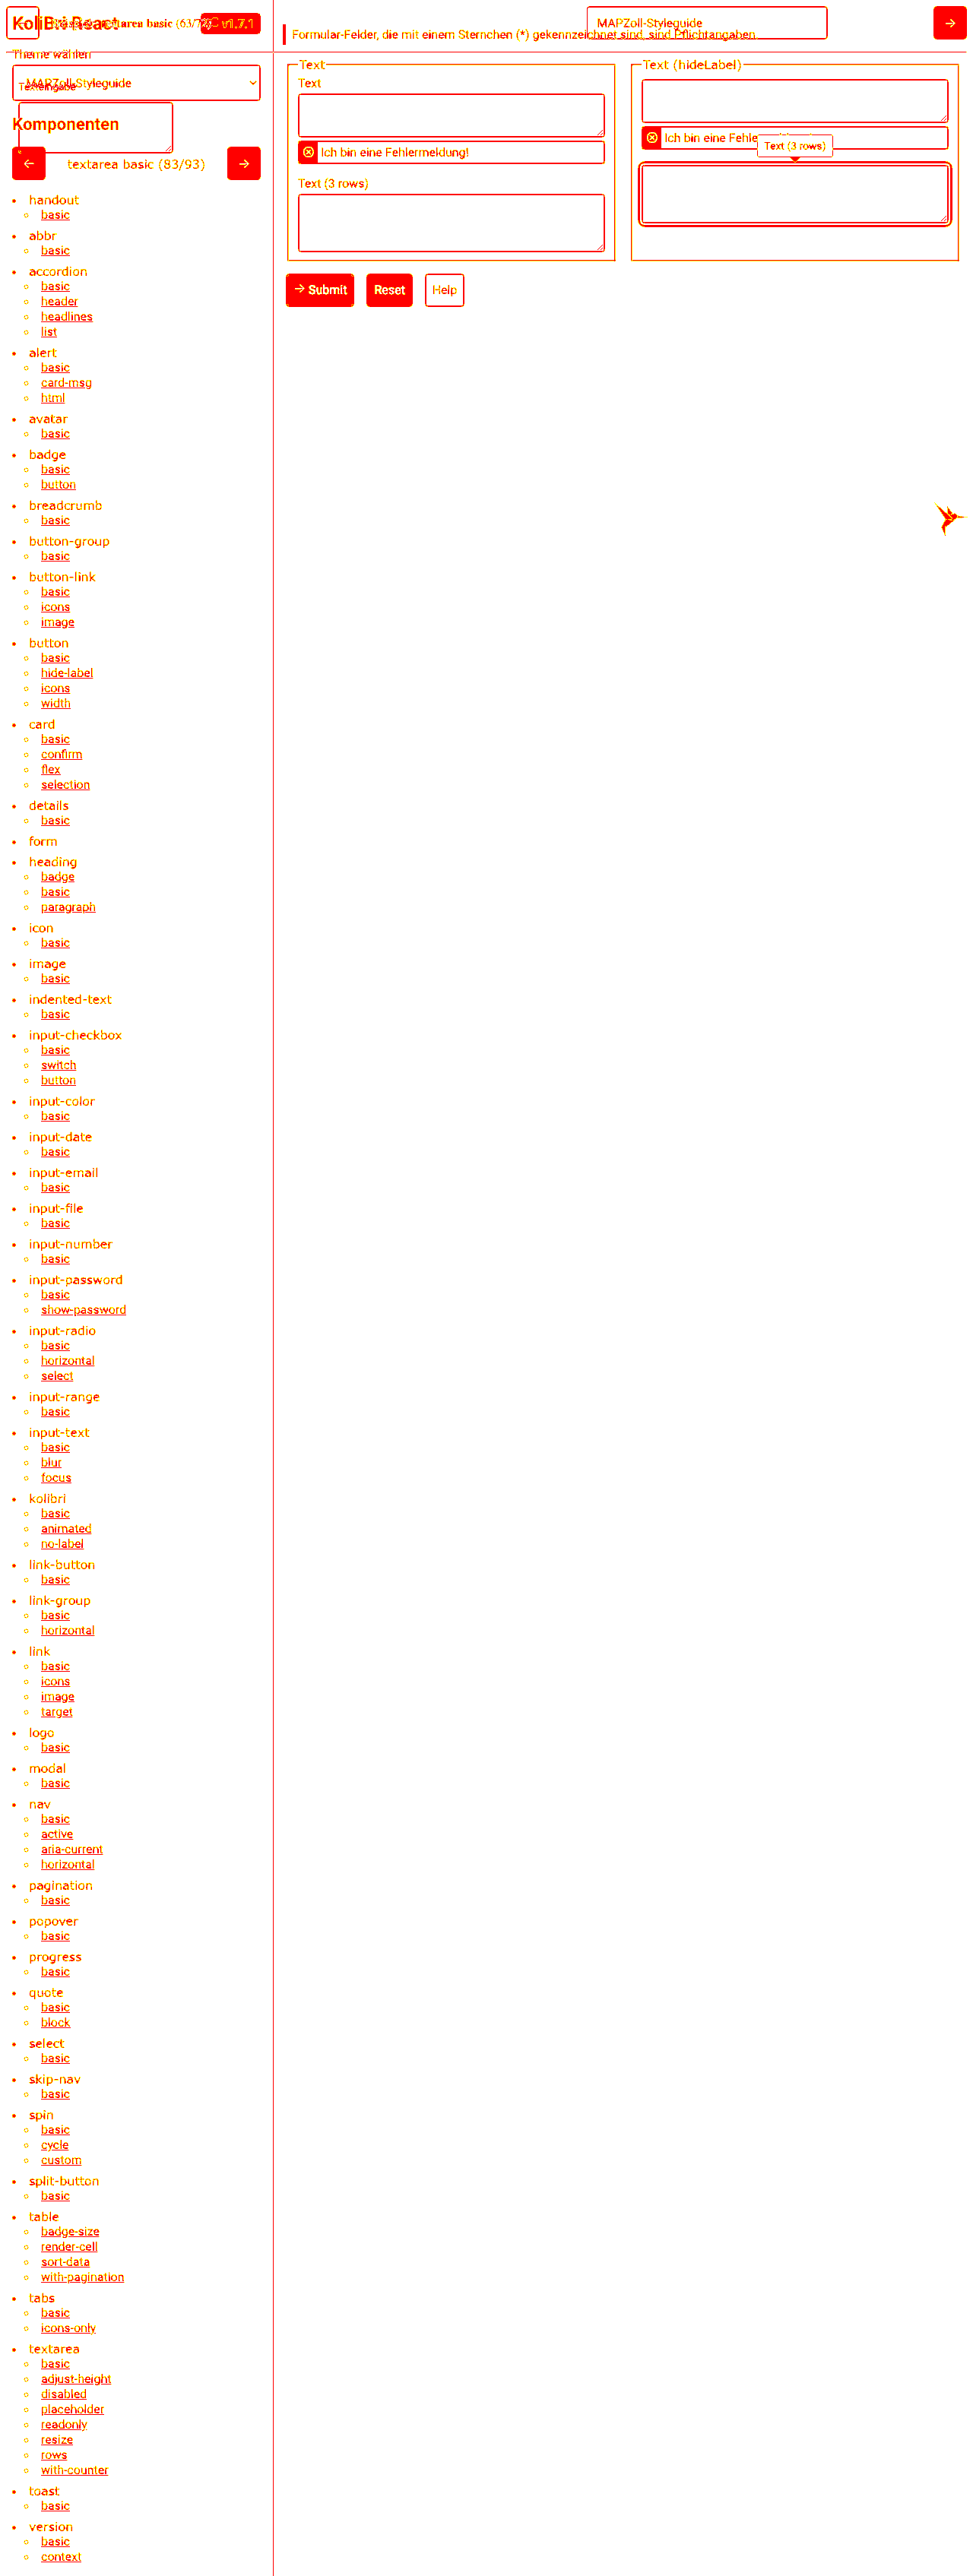 KoliBri React
v1.7.1
MAPZoll-Styleguide
Formular-Felder, die mit einem Sternchen (*) gekennzeichnet sind, sind Pflichtangaben.
Theme wählen
MAPZoll-Styleguide
Texteingabe
Komponenten
textarea basic (83/93)
Text
Text
Ich bin eine Fehlermeldung!
Text (3 rows)
Text (hideLabel)
Ich bin eine
Text (3 rows)
Submit
Reset
Help
handout
basic
abbr
basic
accordion
basic
header
headlines
list
alert
basic
card-msg
html
avatar
basic
badge
basic
button
breadcrumb
basic
button-group
basic
button-link
basic
icons
image
button
basic
hide-label
icons
width
card
basic
confirm
flex
selection
details
basic
form
heading
badge
basic
paragraph
icon
basic
image
basic
indented-text
basic
input-checkbox
basic
switch
button
input-color
basic
input-date
basic
input-email
basic
input-file
basic
input-number
basic
input-password
basic
show-password
input-radio
basic
horizontal
select
input-range
basic
input-text
basic
blur
focus
kolibri
basic
animated
no-label
link-button
basic
link-group
basic
horizontal
link
basic
icons
image
target
logo
basic
modal
basic
nav
basic
active
aria-current
horizontal
pagination
basic
popover
basic
progress
basic
quote
basic
block
select
basic
skip-nav
basic
spin
basic
cycle
custom
split-button
basic
table
badge-size
render-cell
sort-data
with-pagination
tabs
basic
icons-only
textarea
basic
adjust-height
disabled
placeholder
readonly
resize
rows
with-counter
toast
basic
version
basic
context